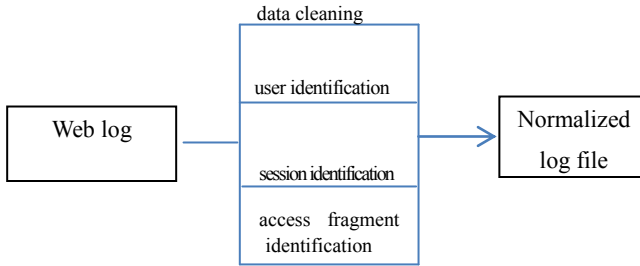 data cleaning
user identification
Web log
session identification
access fragment
identification
Normalized
log file